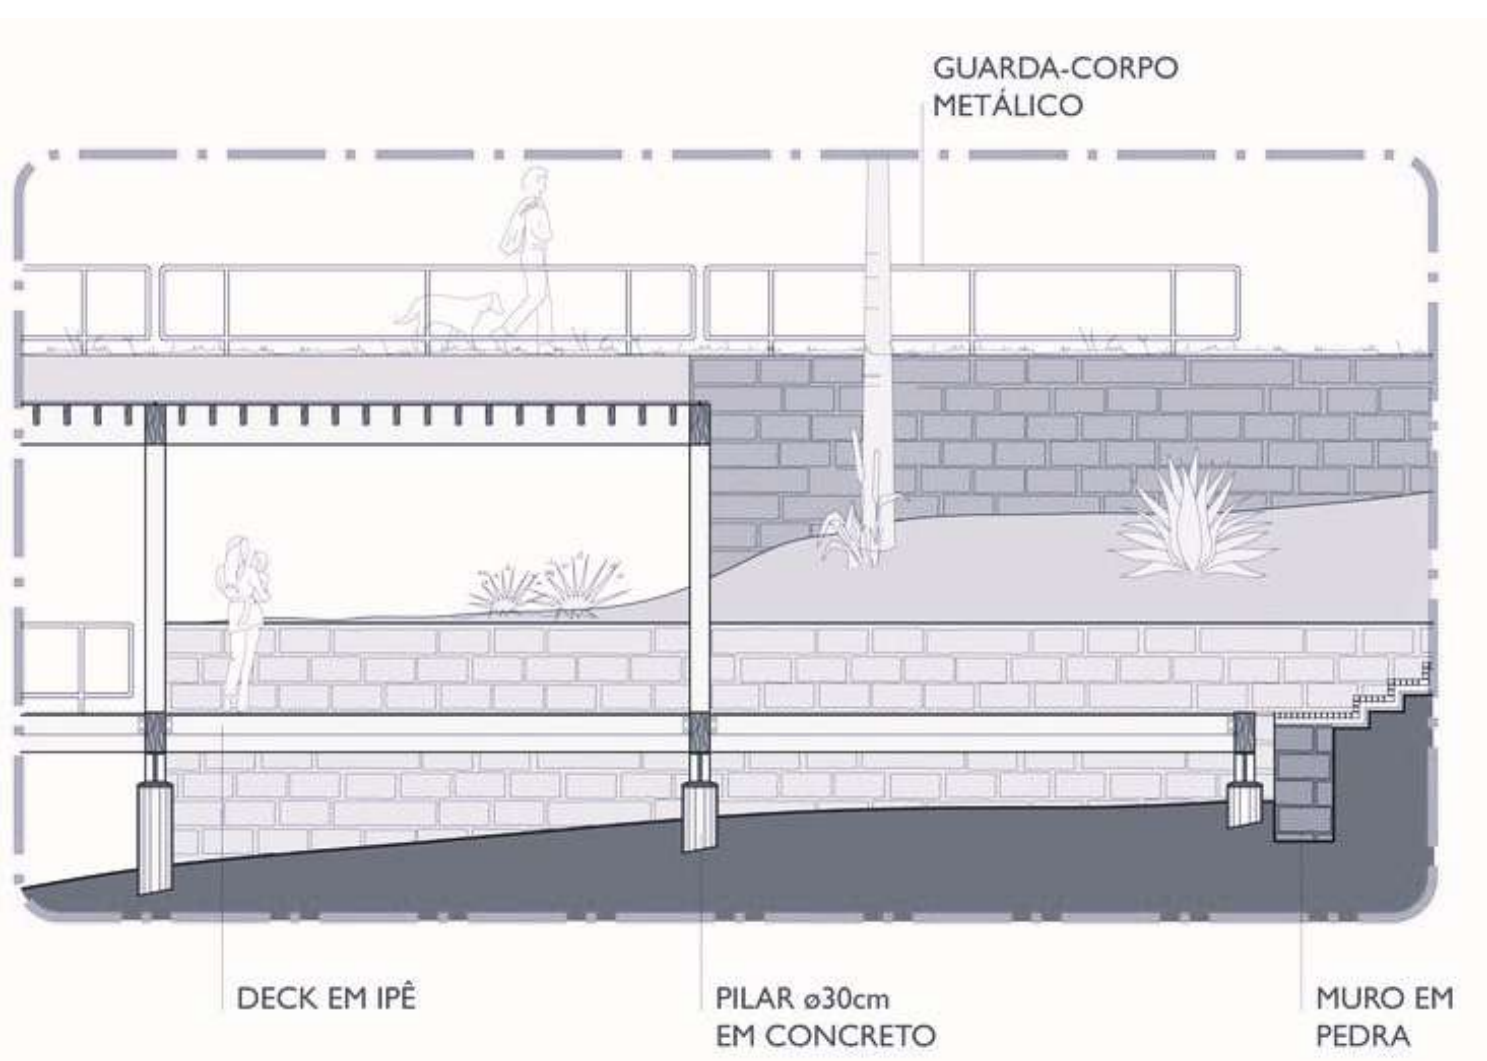 GUARDA-CORPO
METÁLICO
DECK EM IPÊ
PILAR ø30cm
EM CONCRETO
MURO EM
PEDRA